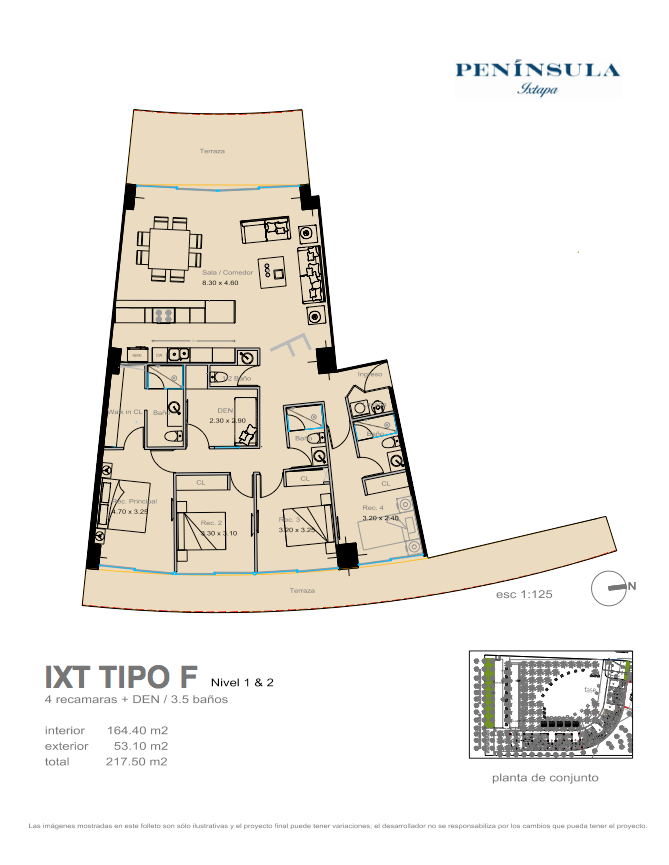 PENÍNSULA
Ixtapa
Terraza
Sala / Comedor
8.30 x 4.60
F
1/2 Baño
Ingreso
Walk in CL
Baño
DEN
2.30 x 2.90
Baño
Baño
CL
CL
CL
Rec. Principal
4.70 x 3.25
Rec. 2
3.30 x 3.10
Rec. 3
3.20 x 3.25
Rec. 4
3.20 x 2.40
Terraza
esc 1:125
N
IXT TIPO F Nivel 1 & 2
4 recamaras + DEN / 3.5 baños
interior 164.40 m2
exterior 53.10 m2
total 217.50 m2
fase
planta de conjunto
Las imágenes mostradas en este folleto son sólo ilustrativas y el proyecto final puede tener variaciones; el desarrollador no se responsabiliza por los cambios que pueda tener el proyecto.